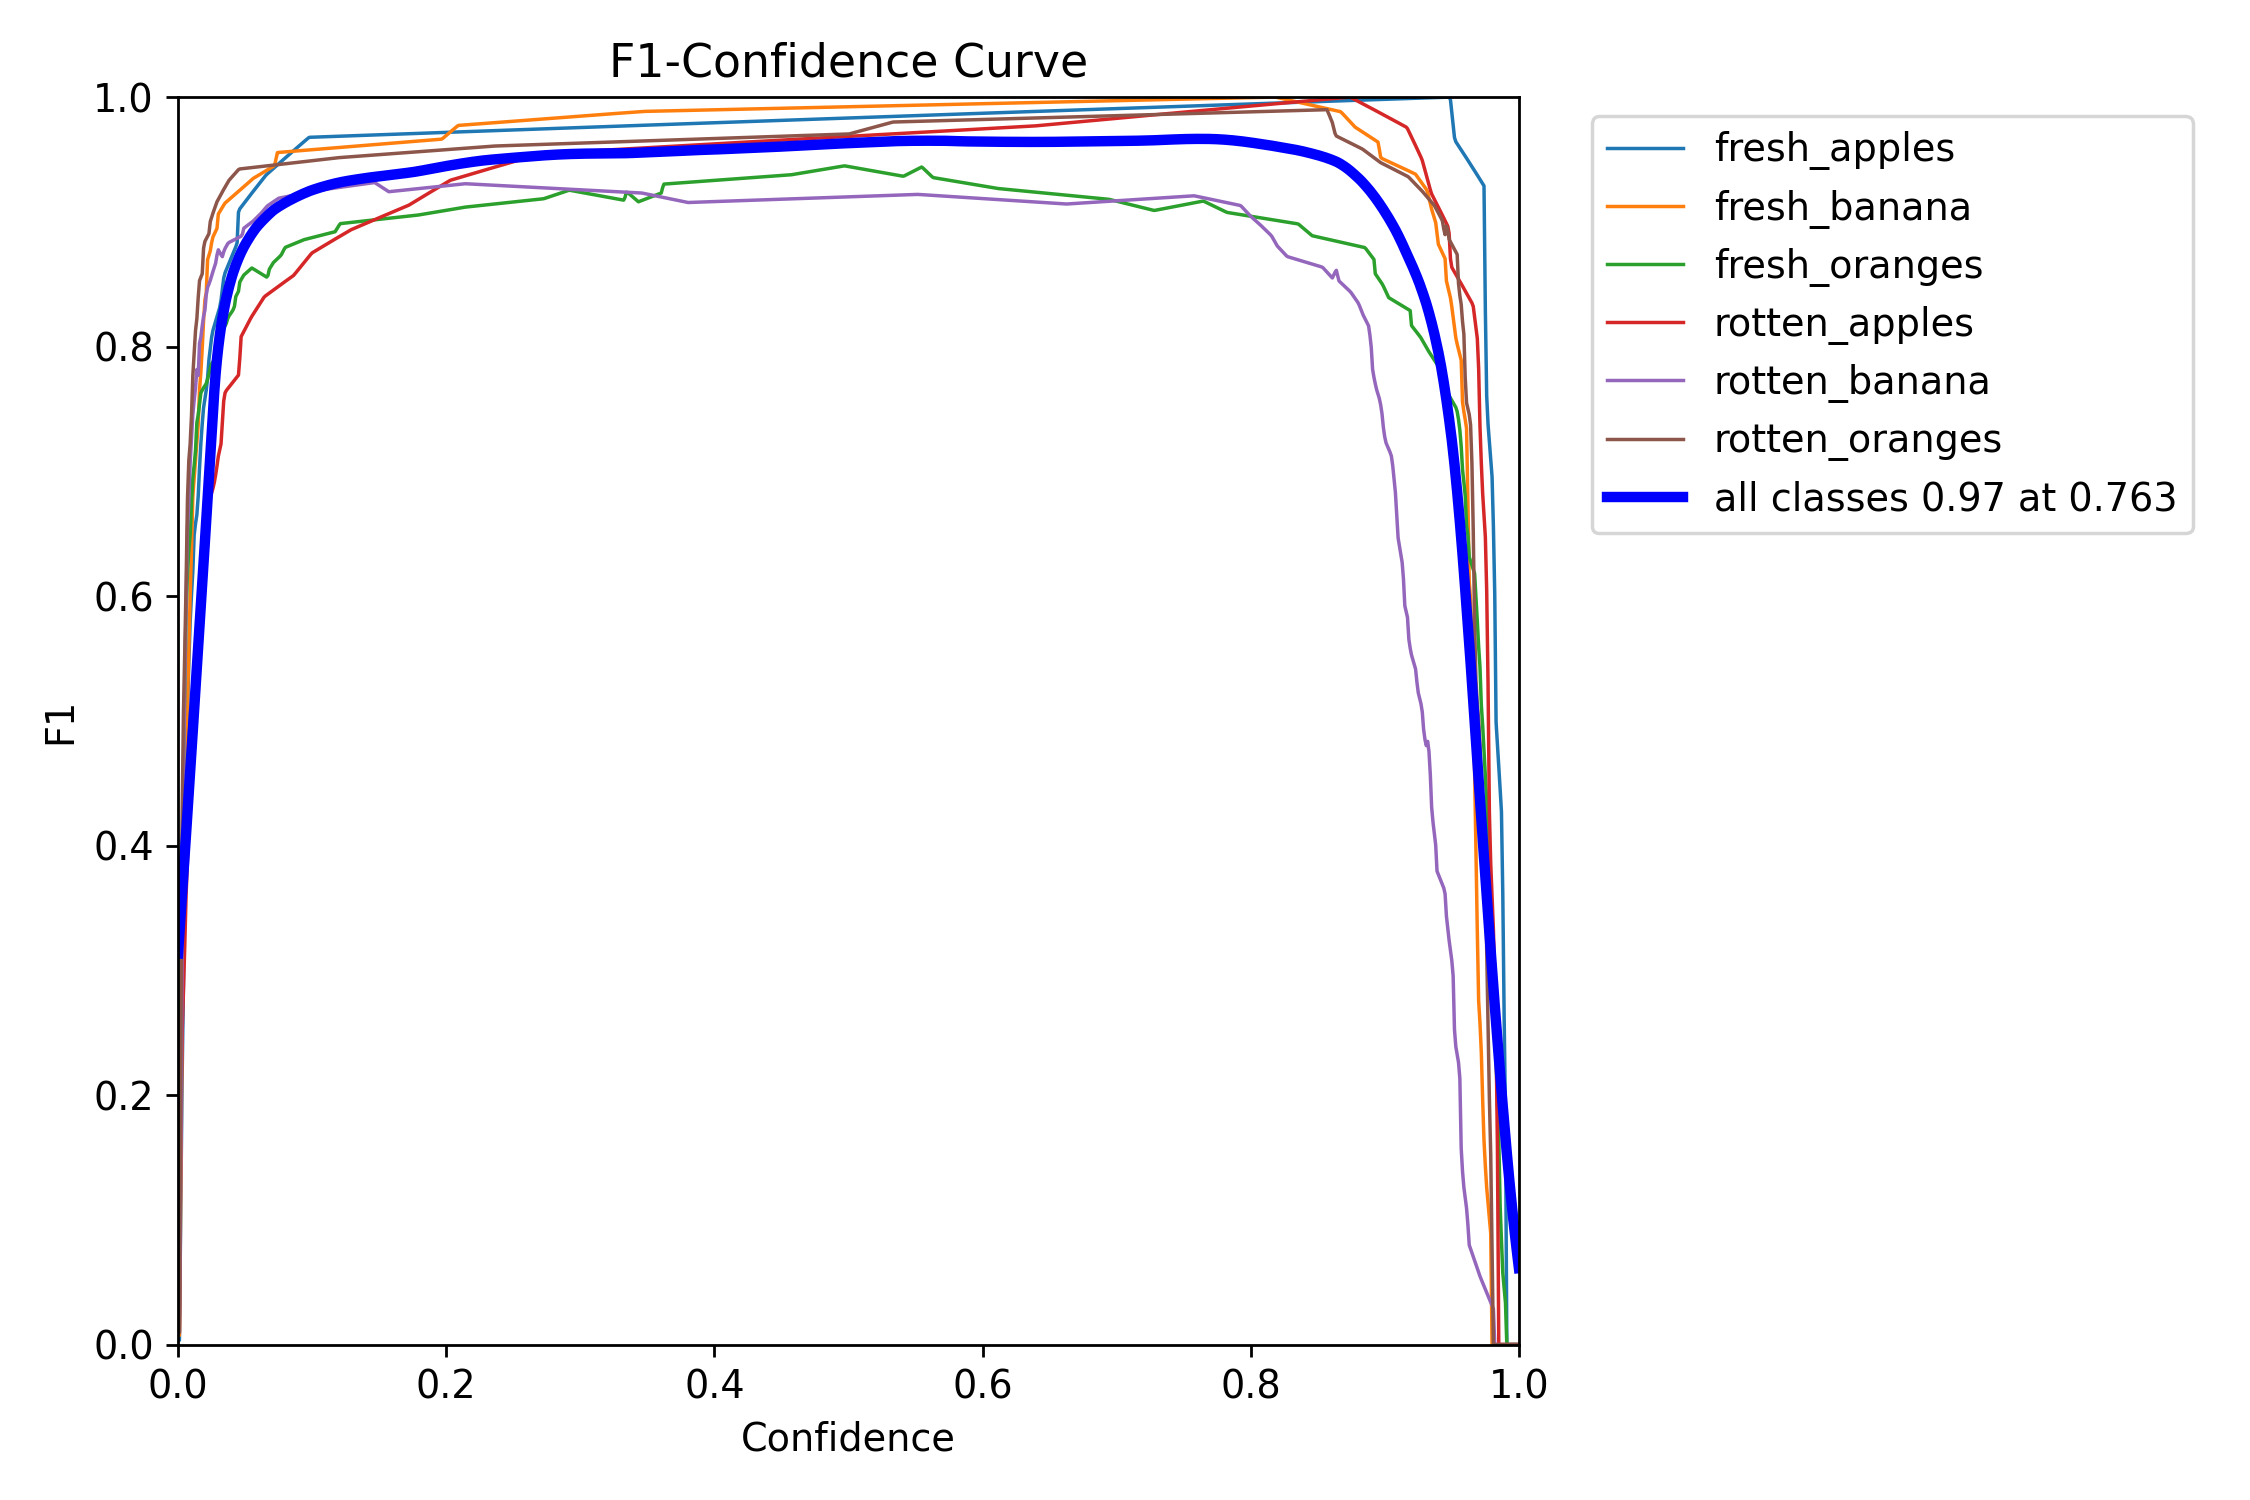 F1-Confidence Curve
1.0
0.8
0.6
0.4
0.2
0.0
F1
0.0 0.2 0.4 0.6 0.8 1.0
Confidence
fresh_apples
fresh_banana
fresh_oranges
rotten_apples
rotten_banana
rotten_oranges
all classes 0.97 at 0.763